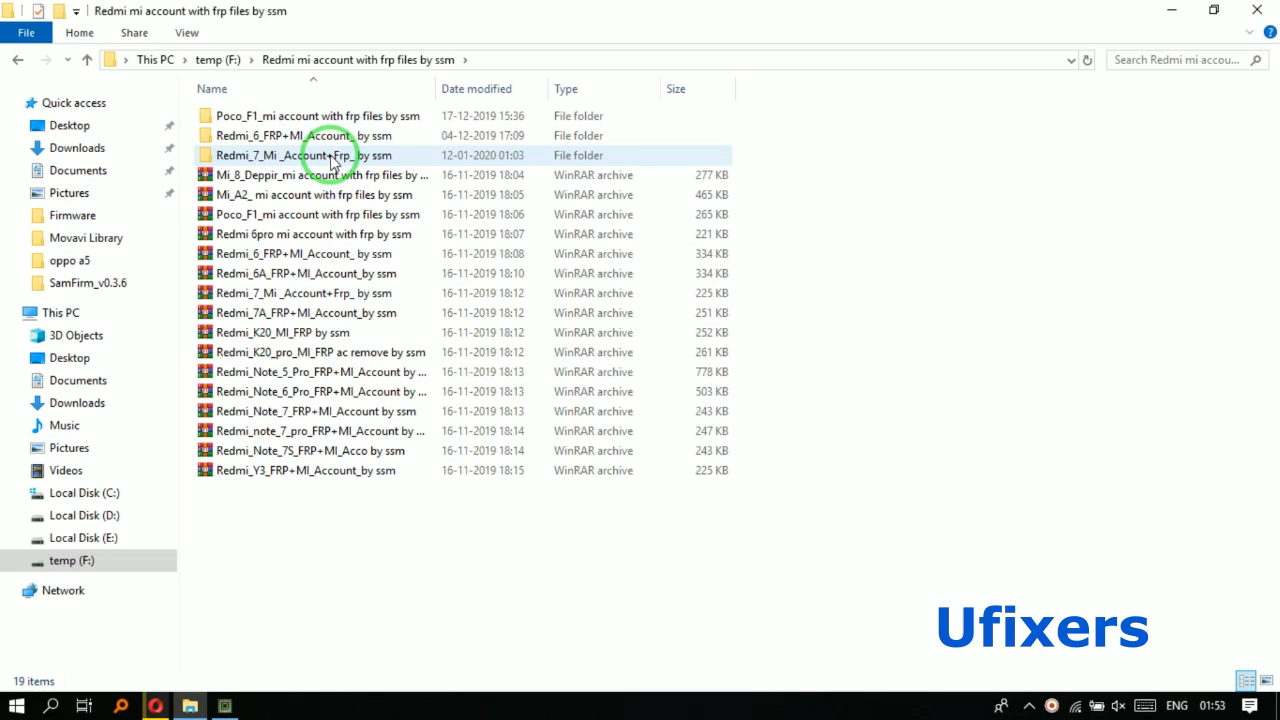 Redmi mi account with frp files by ssm
File Home Share View
This PC temp (F:) Redmi mi account with frp files by ssm
Search Redmi mi accou...
Name Date modified Type Size
Quick access
Desktop
Downloads
Documents
Pictures
Firmware
Movavi Library
oppo a5
SamFirm_v0.3.6
This PC
3D Objects
Desktop
Documents
Downloads
Music
Pictures
Videos
Local Disk (C:)
Local Disk (D:)
Local Disk (E:)
temp (F:)
Network
Poco_F1_mi account with frp files by ssm 17-12-2019 15:36 File folder
Redmi_6_FRP+MI_Account_ by ssm 04-12-2019 17:09 File folder
Redmi_7_Mi _Account+Frp_ by ssm 12-01-2020 01:03 File folder
Mi_8_Deppir_mi account with frp files by ... 16-11-2019 18:04 WinRAR archive 277 KB
Mi_A2_ mi account with frp files by ssm 16-11-2019 18:05 WinRAR archive 465 KB
Poco_F1_mi account with frp files by ssm 16-11-2019 18:06 WinRAR archive 265 KB
Redmi 6pro mi account with frp by ssm 16-11-2019 18:07 WinRAR archive 221 KB
Redmi_6_FRP+MI_Account_ by ssm 16-11-2019 18:08 WinRAR archive 334 KB
Redmi_6A_FRP+MI_Account_by ssm 16-11-2019 18:10 WinRAR archive 334 KB
Redmi_7_Mi _Account+Frp_ by ssm 16-11-2019 18:12 WinRAR archive 225 KB
Redmi_7A_FRP+MI_Account_by ssm 16-11-2019 18:12 WinRAR archive 251 KB
Redmi_K20_MI_FRP by ssm 16-11-2019 18:12 WinRAR archive 252 KB
Redmi_K20_pro_MI_FRP ac remove by ssm 16-11-2019 18:12 WinRAR archive 261 KB
Redmi_Note_5_Pro_FRP+MI_Account by ... 16-11-2019 18:13 WinRAR archive 778 KB
Redmi_Note_6_Pro_FRP+MI_Account by ... 16-11-2019 18:13 WinRAR archive 503 KB
Redmi_Note_7_FRP+MI_Account by ssm 16-11-2019 18:13 WinRAR archive 243 KB
Redmi_note_7_pro_FRP+MI_Account by ... 16-11-2019 18:14 WinRAR archive 247 KB
Redmi_Note_7S_FRP+MI_Acco by ssm 16-11-2019 18:14 WinRAR archive 243 KB
Redmi_Y3_FRP+MI_Account_by ssm 16-11-2019 18:15 WinRAR archive 225 KB
Ufixers
19 items
ENG 01:53